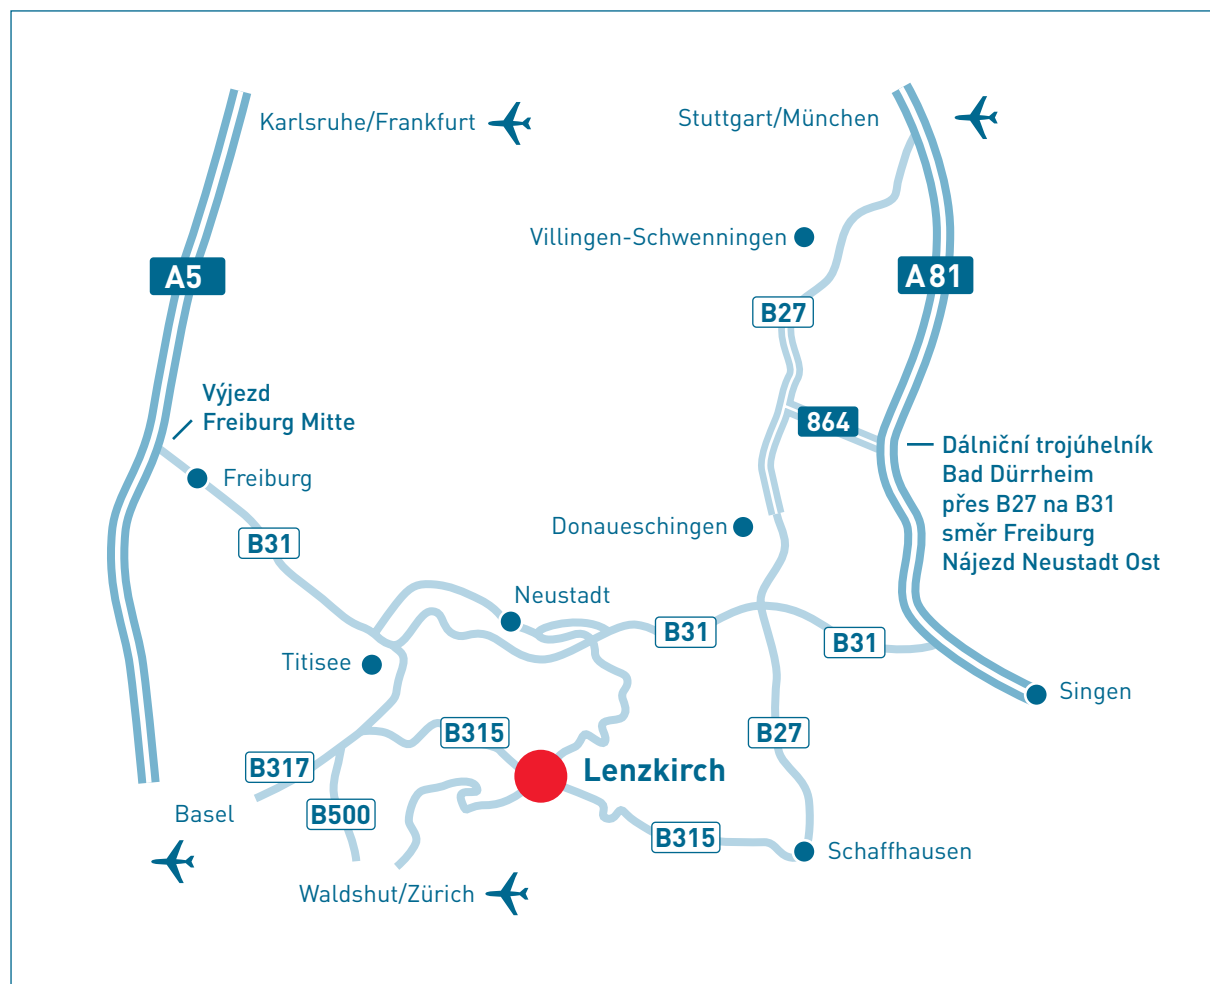 Karlsruhe/Frankfurt
Stuttgart/München
Villingen-Schwenningen
A5
A81
B27
Výjezd
Freiburg Mitte
864
Dálniční trojúhelník
Bad Dürrheim
přes B27 na B31
směr Freiburg
Nájezd Neustadt Ost
Freiburg
Donaueschingen
B31
Neustadt
B31
B31
Titisee
Singen
B315
B27
B317
Lenzkirch
Basel
B500
B315
Schaffhausen
Waldshut/Zürich